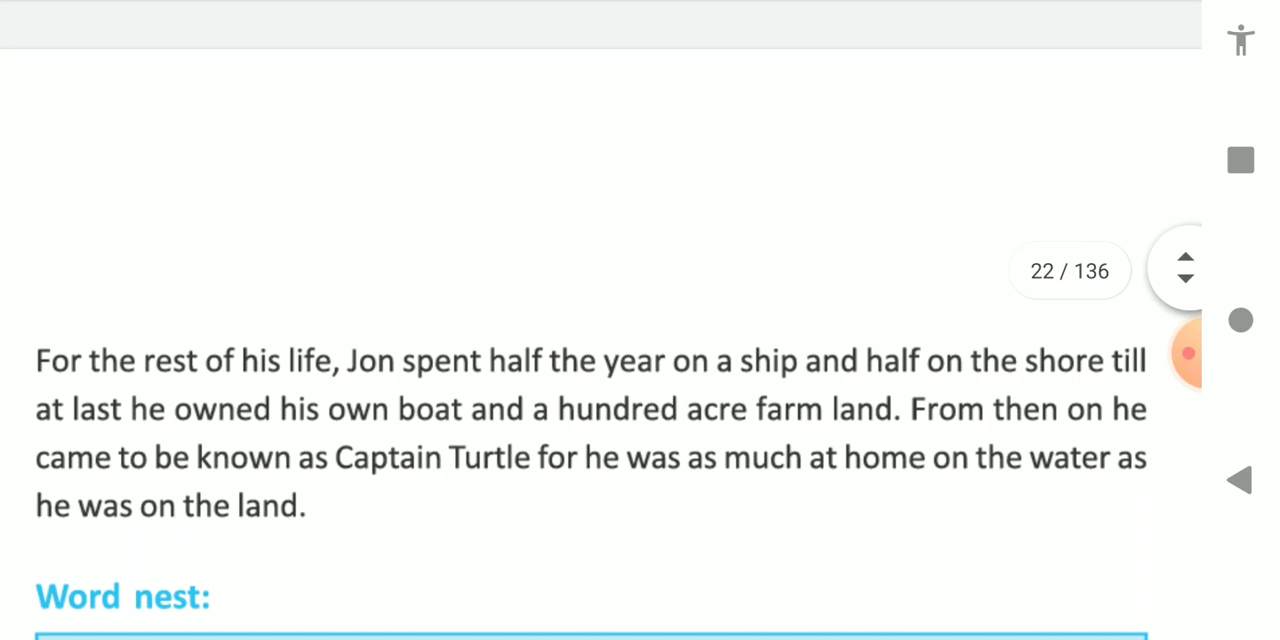 22 / 136
For the rest of his life, Jon spent half the year on a ship and half on the shore till
at last he owned his own boat and a hundred acre farm land. From then on he
came to be known as Captain Turtle for he was as much at home on the water as
he was on the land.
Word nest: